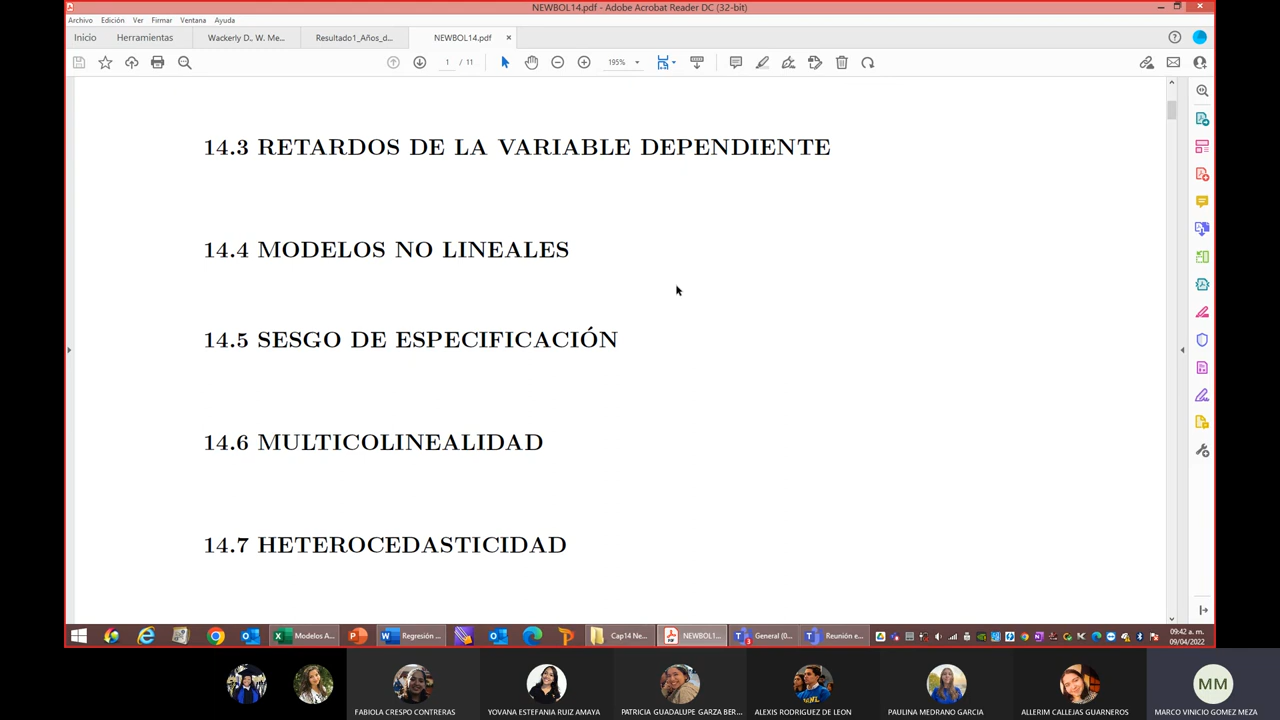 NEWBOL14.pdf - Adobe Acrobat Reader DC (32-bit)
Archivo Edición Ver Firmar Ventana Ayuda
Inicio Herramientas Wackerly D., W. Me... Resultado1_Años_d... NEWBOL14.pdf ×
1 / 11 195%
14.3 RETARDOS DE LA VARIABLE DEPENDIENTE
14.4 MODELOS NO LINEALES
14.5 SESGO DE ESPECIFICACIÓN
14.6 MULTICOLINEALIDAD
14.7 HETEROCEDASTICIDAD
Modelos A... Regresión ... Cap14 Ne... NEWBOL1... General (0... Reunión e... 09:42 a. m.
09/04/2022
MM
FABIOLA CRESPO CONTRERAS YOVANA ESTEFANIA RUIZ AMAYA PATRICIA GUADALUPE GARZA BER... ALEXIS RODRIGUEZ DE LEON PAULINA MEDRANO GARCIA ALLERIM CALLEJAS GUARNEROS MARCO VINICIO GOMEZ MEZA